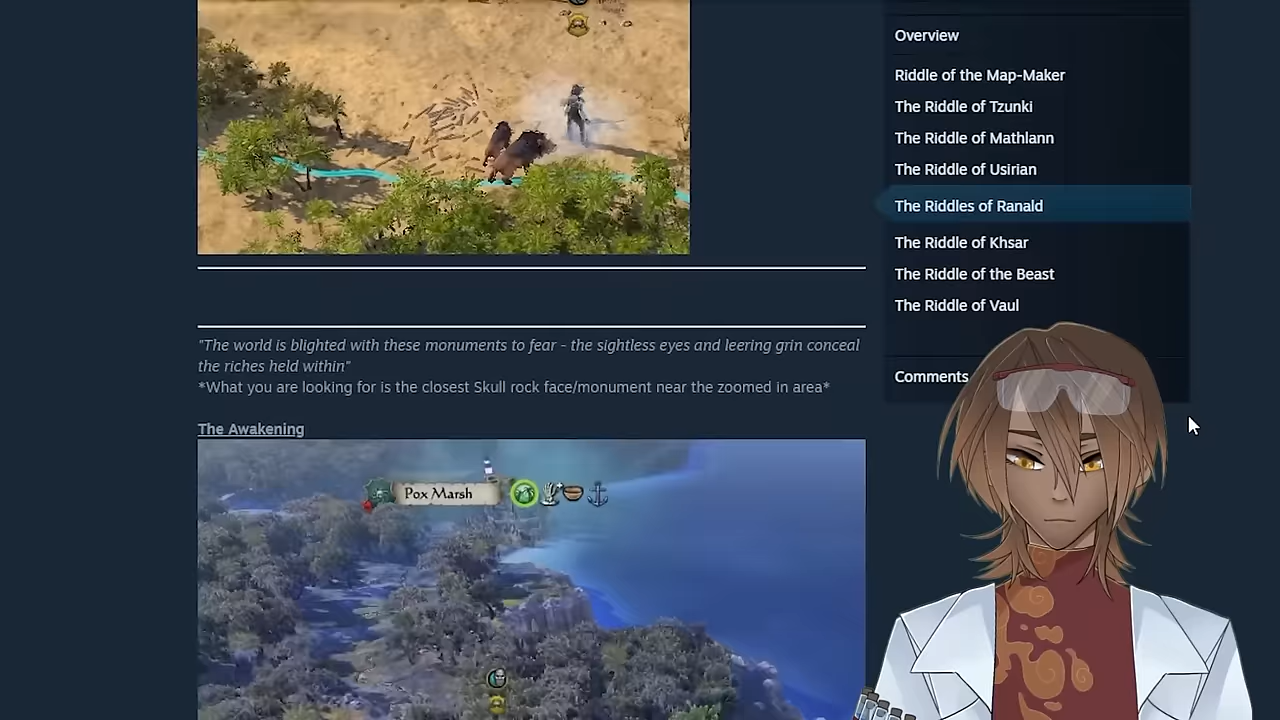 Overview
Riddle of the Map-Maker
The Riddle of Tzunki
The Riddle of Mathlann
The Riddle of Usirian
The Riddles of Ranald
The Riddle of Khsar
The Riddle of the Beast
The Riddle of Vaul
Comments
"The world is blighted with these monuments to fear - the sightless eyes and leering grin conceal
the riches held within"
*What you are looking for is the closest Skull rock face/monument near the zoomed in area*
The Awakening
Pox Marsh